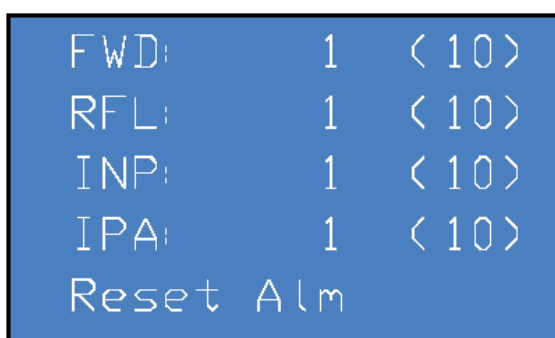 FWD: 1 (10)
RFL: 1 (10)
INP: 1 (10)
IPA: 1 (10)
Reset Alm